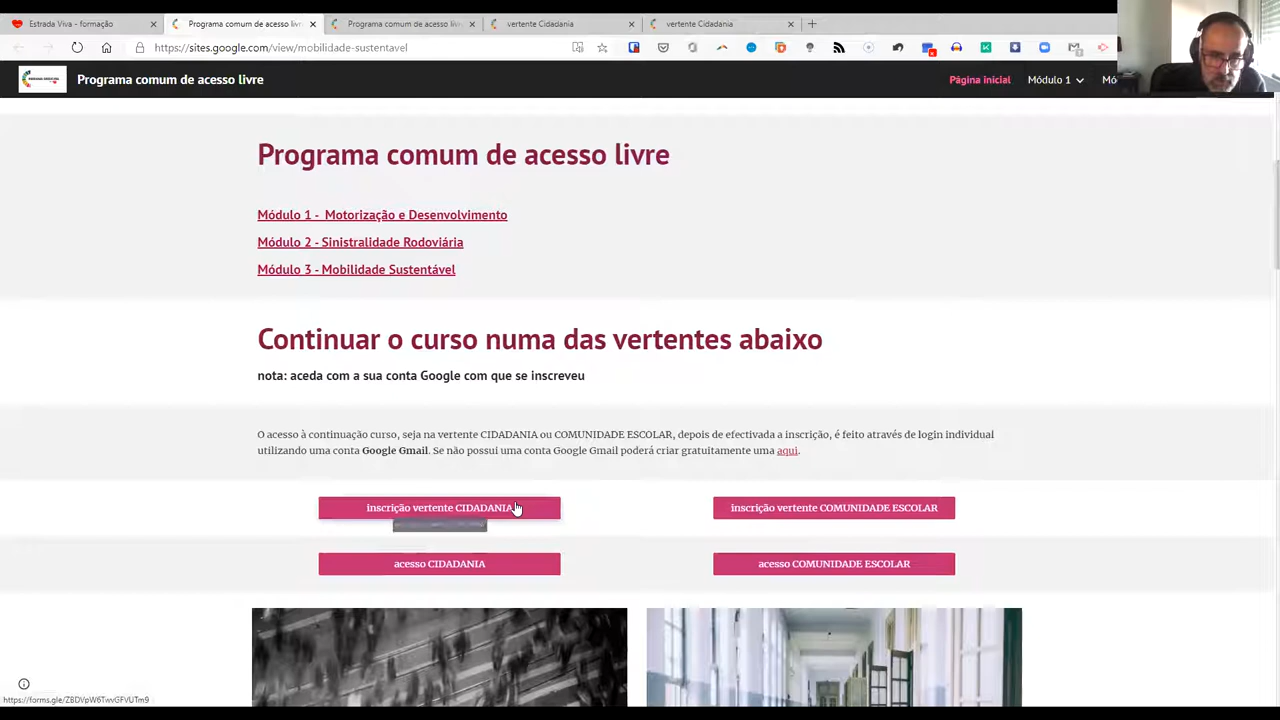 Estrada Viva - formação
Programa comum de acesso livre
Programa comum de acesso livre
vertente Cidadania
vertente Cidadania
https://sites.google.com/view/mobilidade-sustentavel
Programa comum de acesso livre
Página inicial
Módulo 1
Programa comum de acesso livre
Módulo 1 - Motorização e Desenvolvimento
Módulo 2 - Sinistralidade Rodoviária
Módulo 3 - Mobilidade Sustentável
Continuar o curso numa das vertentes abaixo
nota: aceda com a sua conta Google com que se inscreveu
O acesso à continuação curso, seja na vertente CIDADANIA ou COMUNIDADE ESCOLAR, depois de efectivada a inscrição, é feito através de login individual
utilizando uma conta Google Gmail. Se não possui uma conta Google Gmail poderá criar gratuitamente uma aqui.
inscrição vertente CIDADANIA
inscrição vertente COMUNIDADE ESCOLAR
acesso CIDADANIA
acesso COMUNIDADE ESCOLAR